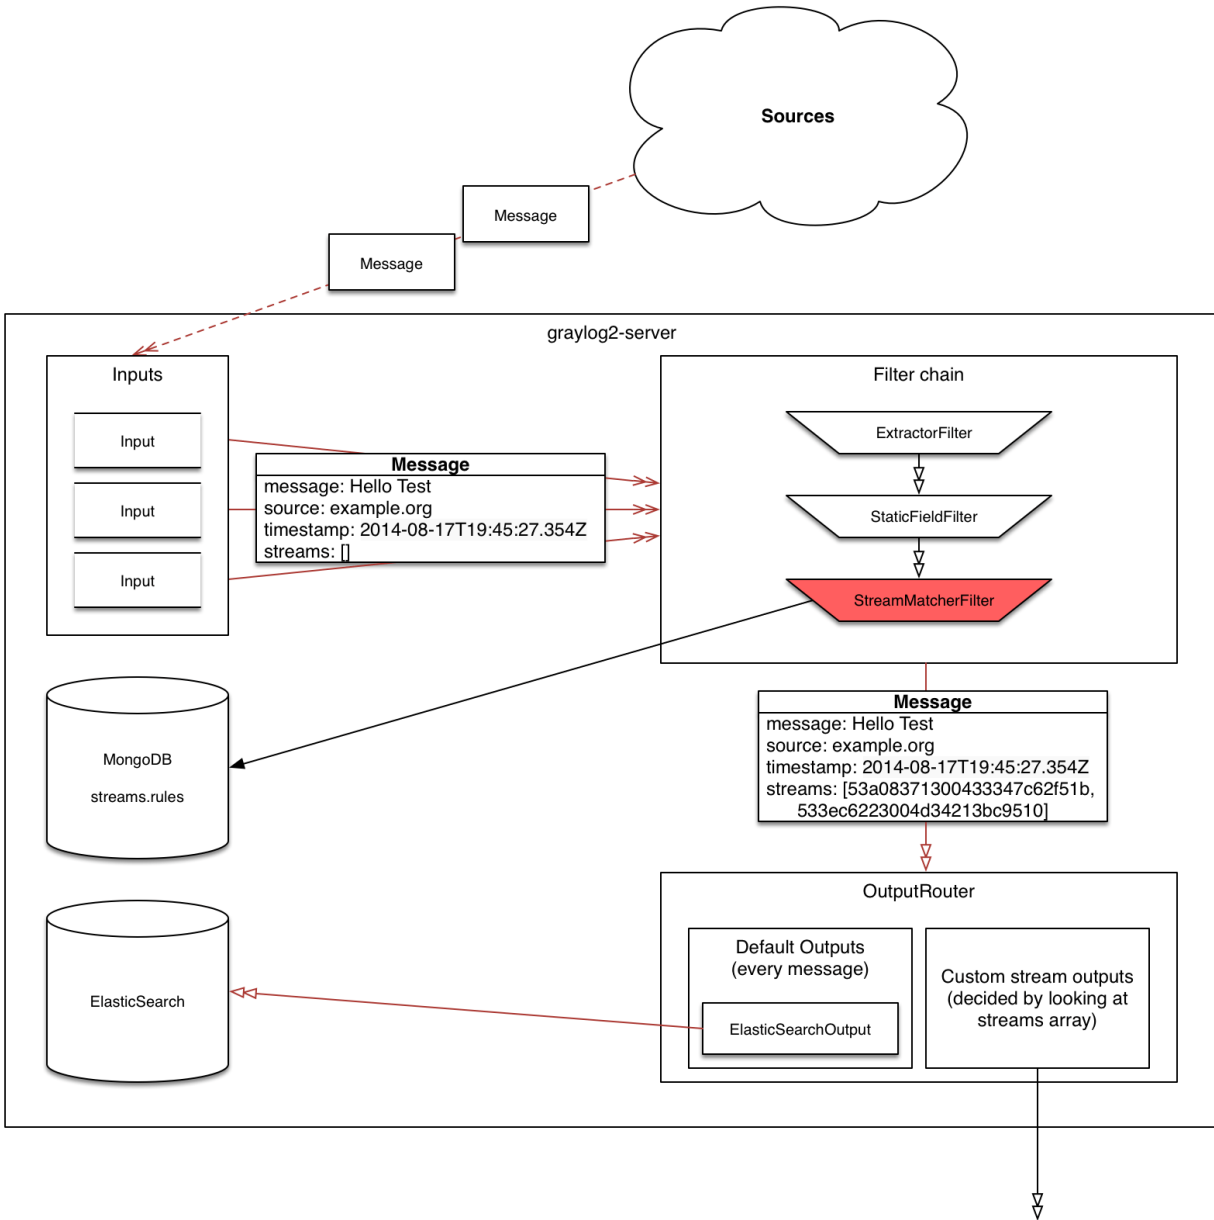 Sources
Message
Message
graylog2-server
Inputs
Input
Input
Input
Message
message: Hello Test
source: example.org
timestamp: 2014-08-17T19:45:27.354Z
streams: []
Filter chain
ExtractorFilter
StaticFieldFilter
StreamMatcherFilter
MongoDB
streams.rules
Message
message: Hello Test
source: example.org
timestamp: 2014-08-17T19:45:27.354Z
streams: [53a08371300433347c62f51b,
533ec6223004d34213bc9510]
OutputRouter
Default Outputs
(every message)
ElasticSearchOutput
Custom stream outputs
(decided by looking at
streams array)
ElasticSearch